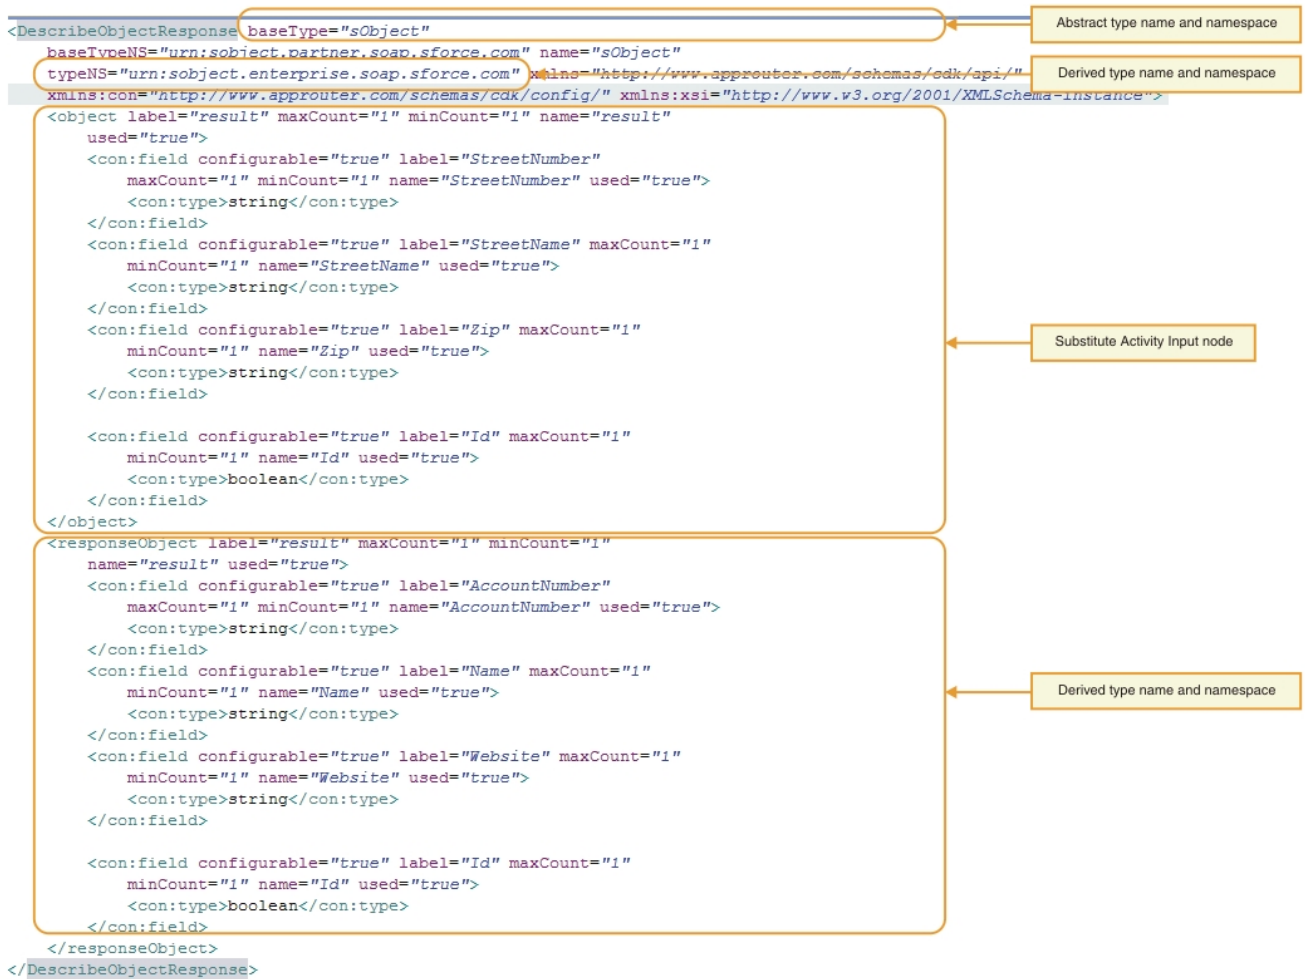 <DescribeObjectResponse baseType="sObject"
Abstract type name and namespace
baseTypeNS="urn:sobject.partner.soap.sforce.com" name="sObject"
typeNS="urn:sobject.enterprise.soap.sforce.com" xmlns="http://www.approuter.com/schemas/cdk/api/"
Derived type name and namespace
xmlns:con="http://www.approuter.com/schemas/cdk/config/" xmlns:xsi="http://www.w3.org/2001/XMLSchema-instance">
<object label="result" maxCount="1" minCount="1" name="result"
used="true">
<con:field configurable="true" label="StreetNumber"
maxCount="1" minCount="1" name="StreetNumber" used="true">
<con:type>string</con:type>
</con:field>
<con:field configurable="true" label="StreetName" maxCount="1"
minCount="1" name="StreetName" used="true">
<con:type>string</con:type>
</con:field>
<con:field configurable="true" label="Zip" maxCount="1"
minCount="1" name="Zip" used="true">
Substitute Activity Input node
<con:type>string</con:type>
</con:field>
<con:field configurable="true" label="Id" maxCount="1"
minCount="1" name="Id" used="true">
<con:type>boolean</con:type>
</con:field>
</object>
<responseObject label="result" maxCount="1" minCount="1"
name="result" used="true">
<con:field configurable="true" label="AccountNumber"
maxCount="1" minCount="1" name="AccountNumber" used="true">
<con:type>string</con:type>
</con:field>
<con:field configurable="true" label="Name" maxCount="1"
minCount="1" name="Name" used="true">
Derived type name and namespace
<con:type>string</con:type>
</con:field>
<con:field configurable="true" label="Website" maxCount="1"
minCount="1" name="Website" used="true">
<con:type>string</con:type>
</con:field>
<con:field configurable="true" label="Id" maxCount="1"
minCount="1" name="Id" used="true">
<con:type>boolean</con:type>
</con:field>
</responseObject>
</DescribeObjectResponse>